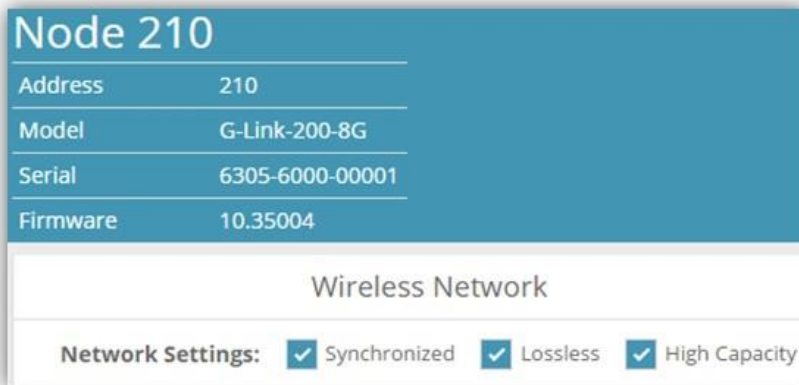 Node 210
Address 210
Model G-Link-200-8G
Serial 6305-6000-00001
Firmware 10.35004
Wireless Network
Network Settings: Synchronized Lossless High Capacity